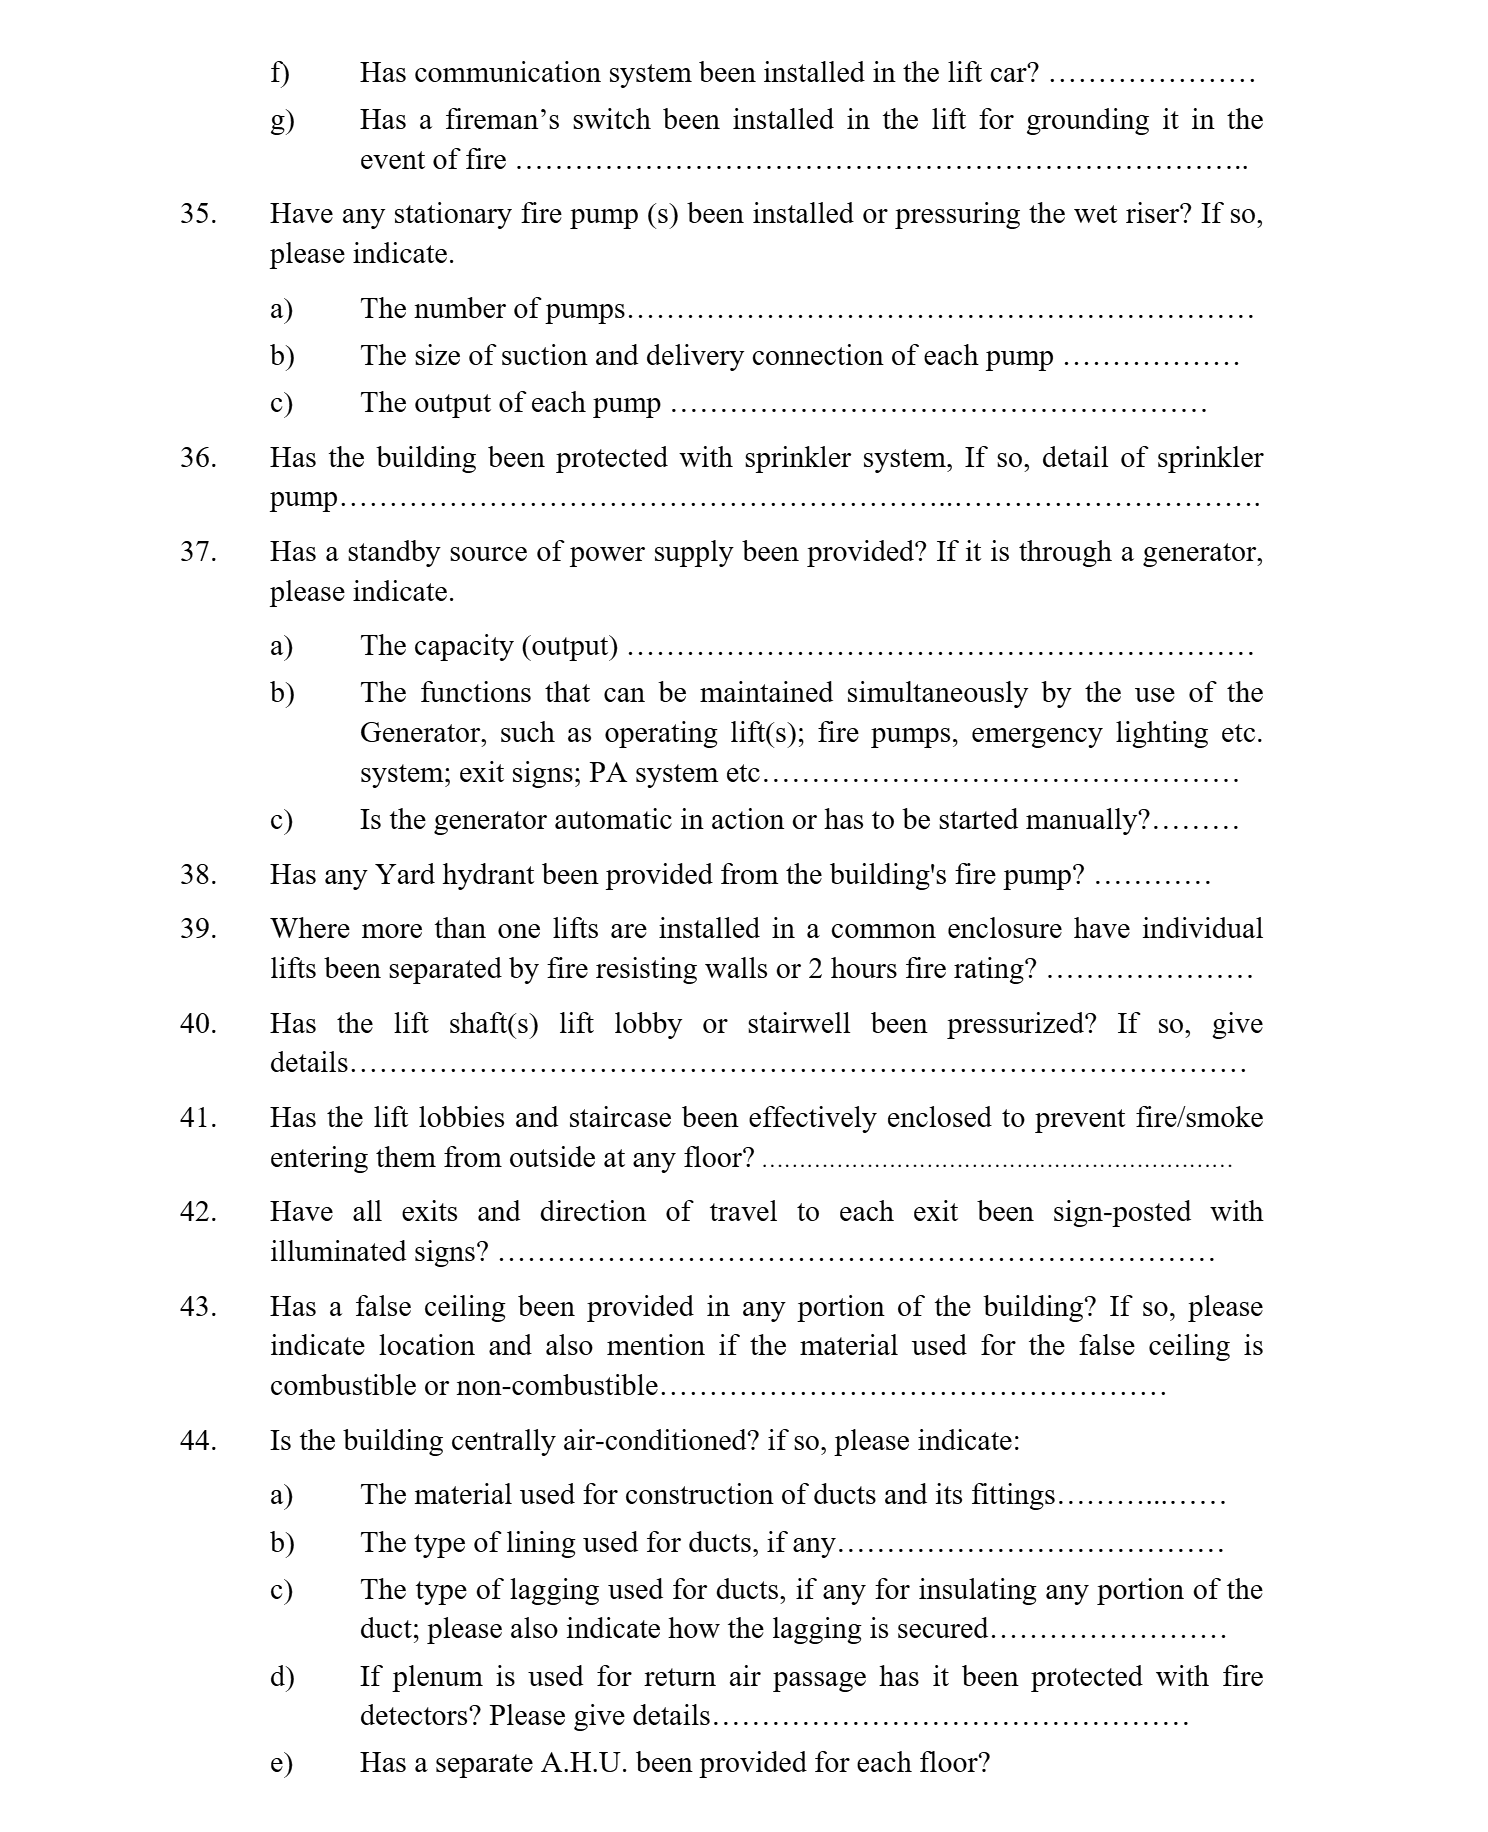 f) Has communication system been installed in the lift car? …………………
g) Has a fireman’s switch been installed in the lift for grounding it in the
event of fire ………………………………………………………………..
35. Have any stationary fire pump (s) been installed or pressuring the wet riser? If so,
please indicate.
a) The number of pumps………………………………………………………
b) The size of suction and delivery connection of each pump ………………
c) The output of each pump ………………………………………………
36. Has the building been protected with sprinkler system, If so, detail of sprinkler
pump……………………………………………………..………………………….
37. Has a standby source of power supply been provided? If it is through a generator,
please indicate.
a) The capacity (output) ………………………………………………………
b) The functions that can be maintained simultaneously by the use of the
Generator, such as operating lift(s); fire pumps, emergency lighting etc.
system; exit signs; PA system etc…………………………………………
c) Is the generator automatic in action or has to be started manually?………
38. Has any Yard hydrant been provided from the building's fire pump? …………
39. Where more than one lifts are installed in a common enclosure have individual
lifts been separated by fire resisting walls or 2 hours fire rating? …………………
40. Has the lift shaft(s) lift lobby or stairwell been pressurized? If so, give
details………………………………………………………………………………
41. Has the lift lobbies and staircase been effectively enclosed to prevent fire/smoke
entering them from outside at any floor? ...............................................................
42. Have all exits and direction of travel to each exit been sign-posted with
illuminated signs? ………………………………………………………………
43. Has a false ceiling been provided in any portion of the building? If so, please
indicate location and also mention if the material used for the false ceiling is
combustible or non-combustible……………………………………………
44. Is the building centrally air-conditioned? if so, please indicate:
a) The material used for construction of ducts and its fittings………...……
b) The type of lining used for ducts, if any…………………………………
c) The type of lagging used for ducts, if any for insulating any portion of the
duct; please also indicate how the lagging is secured……………………
d) If plenum is used for return air passage has it been protected with fire
detectors? Please give details…………………………………………
e) Has a separate A.H.U. been provided for each floor?